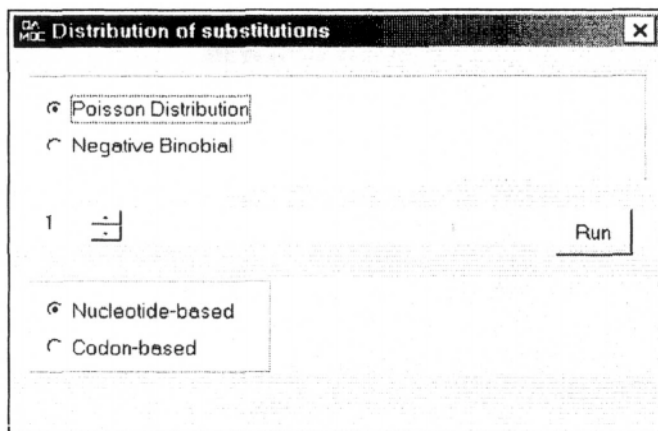 Distribution of substitutions
Poisson Distribution
Negative Binobial
1
Run
Nucleotide-based
Codon-based